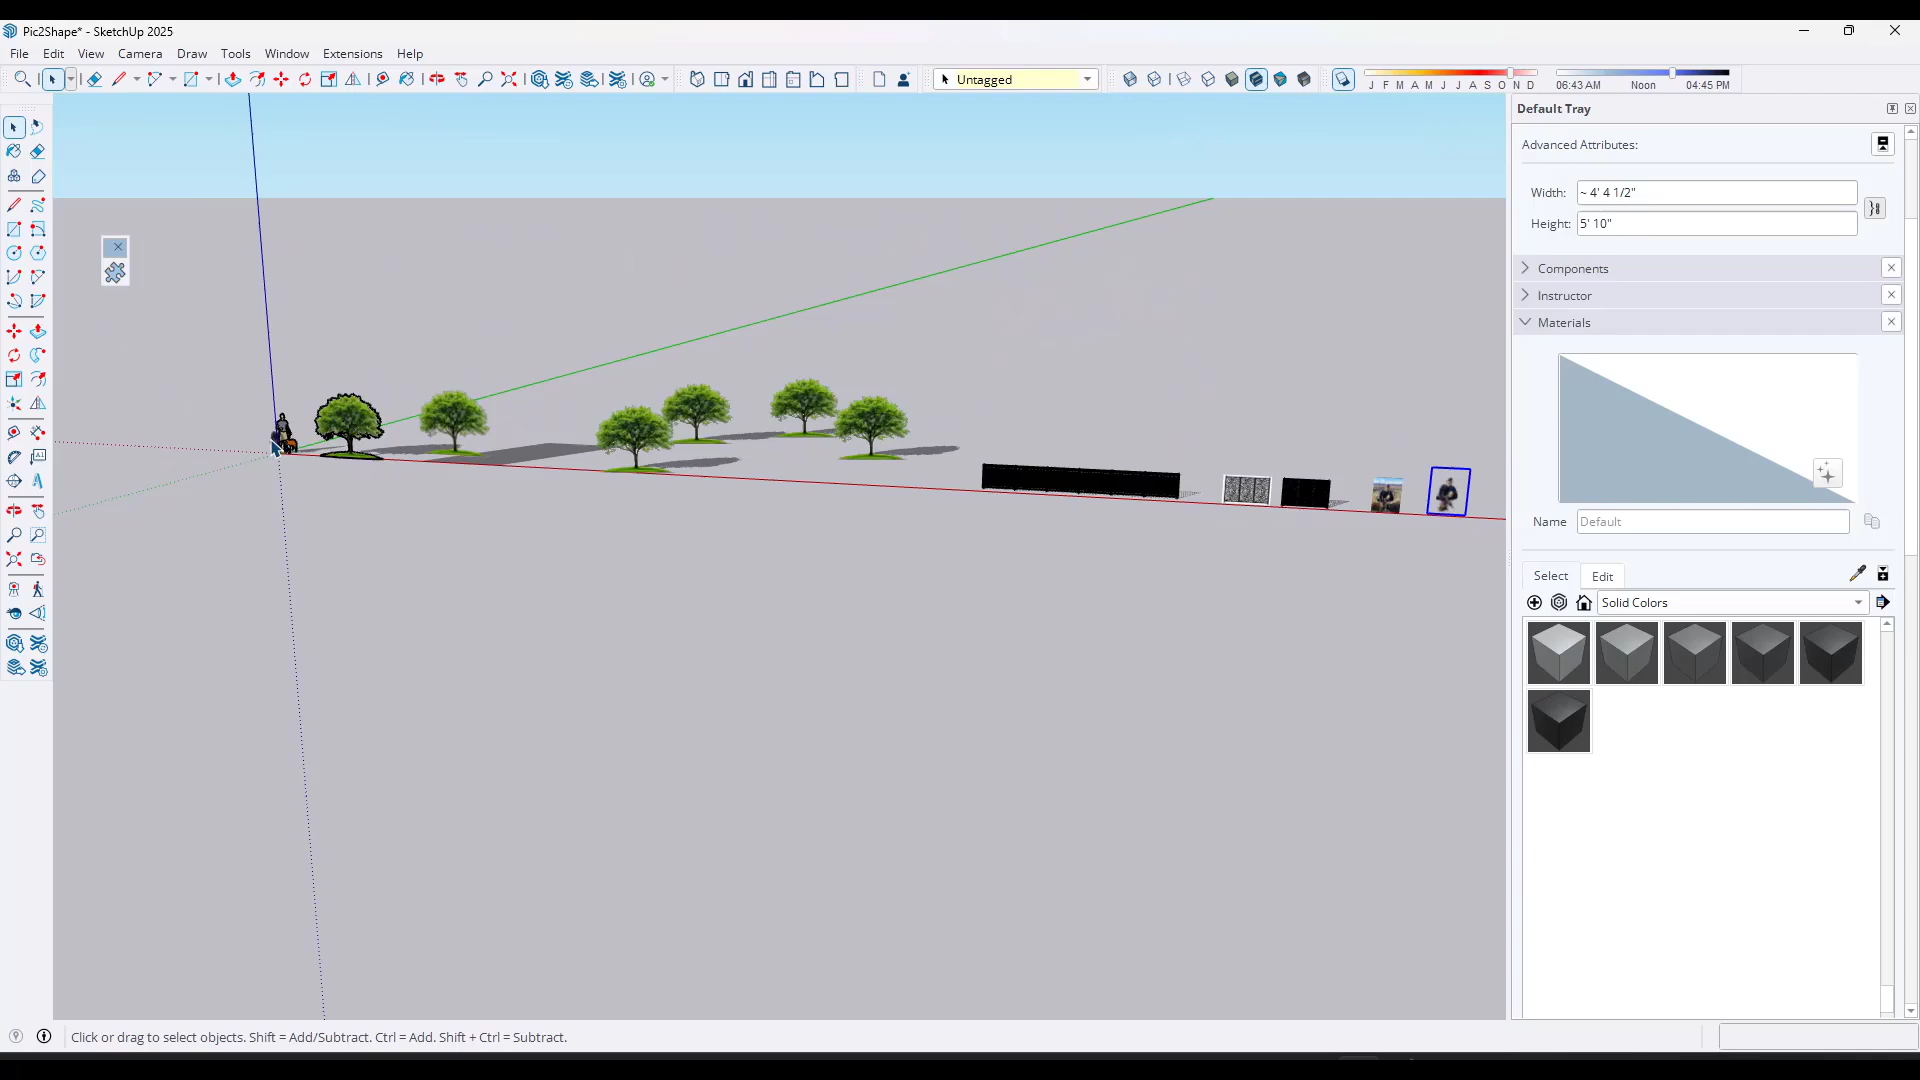 Pic2Shape* - SketchUp 2025
File Edit View Camera Draw Tools Window Extensions Help
Untagged
J F M A M J J A S O N D
06:43 AM Noon 04:45 PM
Default Tray
Advanced Attributes:
Width: ~ 4' 4 1/2"
Height: 5' 10"
Components
Instructor
Materials
Name Default
Select Edit
Solid Colors
Click or drag to select objects. Shift = Add/Subtract. Ctrl = Add. Shift + Ctrl = Subtract.